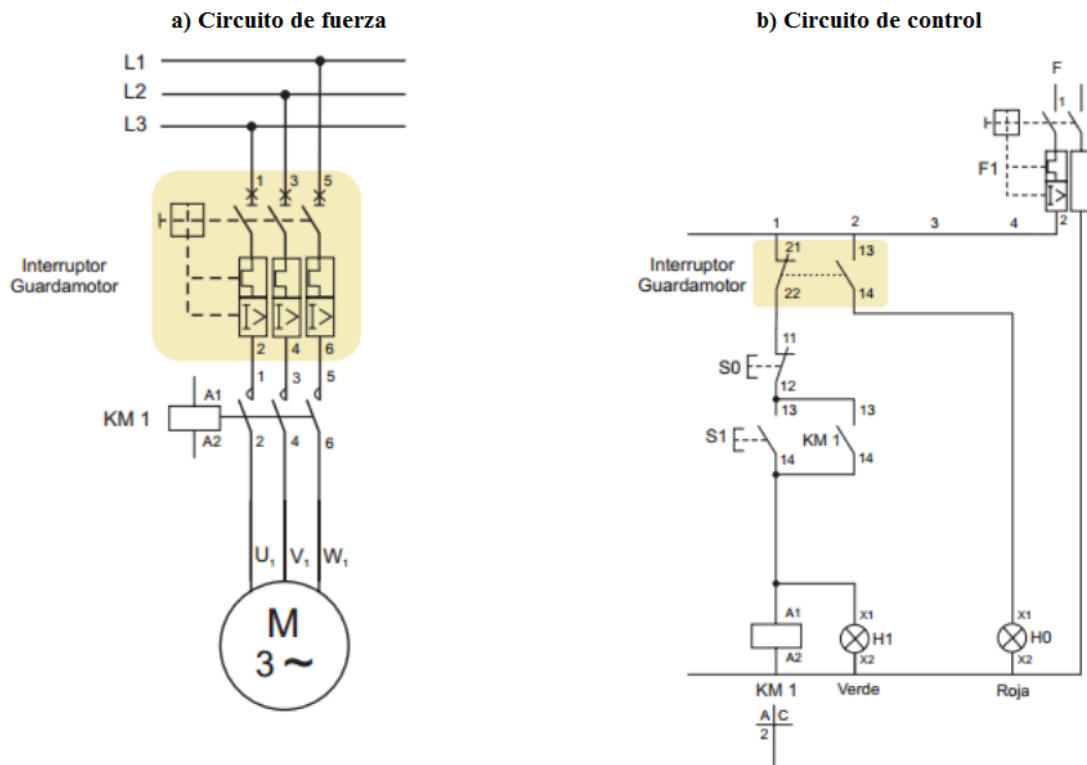 a) Circuito de fuerza
L1
L2
L3
1 3 5
Interruptor
Guardamotor
I> I> I>
2 4 6
1 3 5
KM 1
A1
A2
2 4 6
U1 V1 W1
M
3 ~
b) Circuito de control
F
1
F1
I>
2
1 2 3 4
Interruptor
Guardamotor
21 13
22 14
11
S0
12
13 13
S1 KM 1
14 14
A1 X1 X1
H1 H0
A2 X2 X2
KM 1 Verde Roja
A C
2